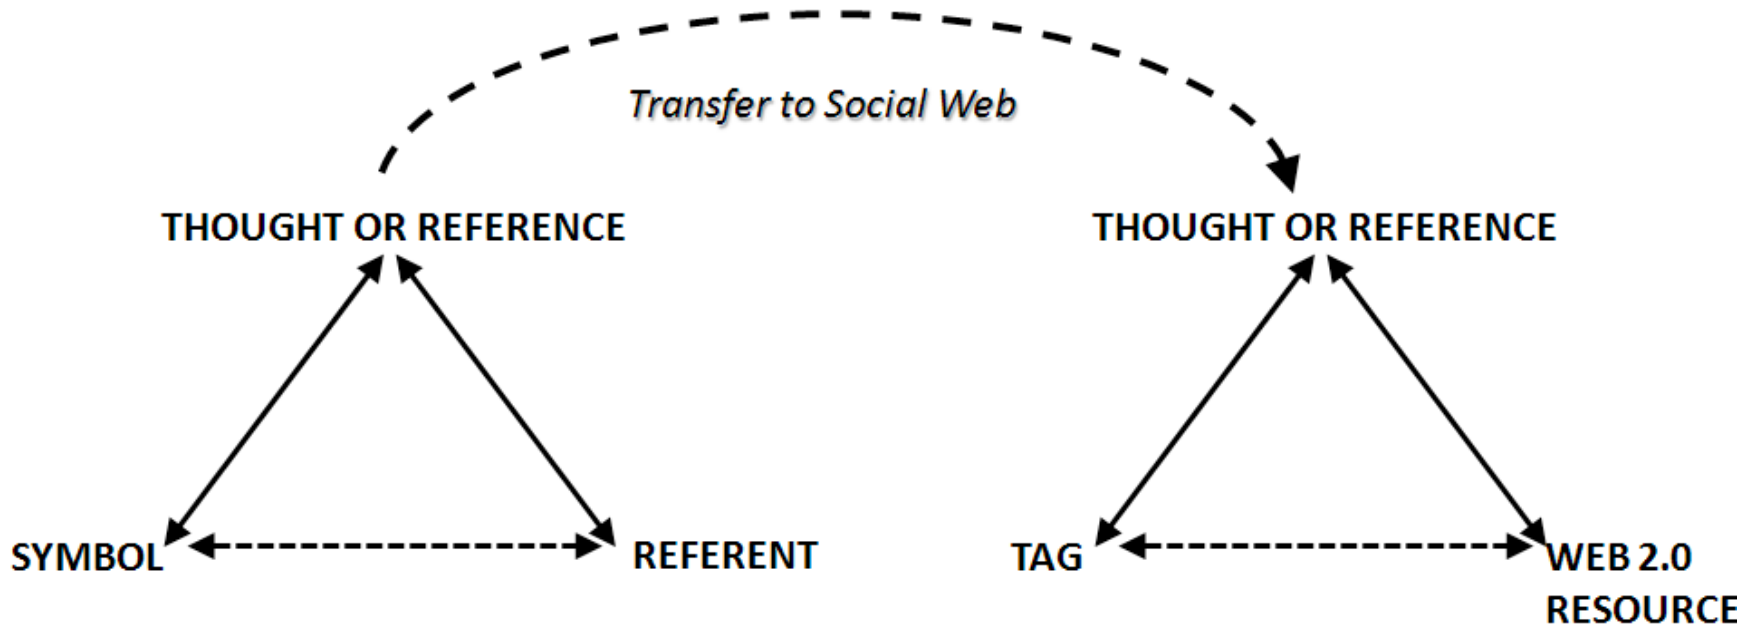 Transfer to Social Web
THOUGHT OR REFERENCE
THOUGHT OR REFERENCE
SYMBOL
REFERENT
TAG
WEB 2.0
RESOURCE